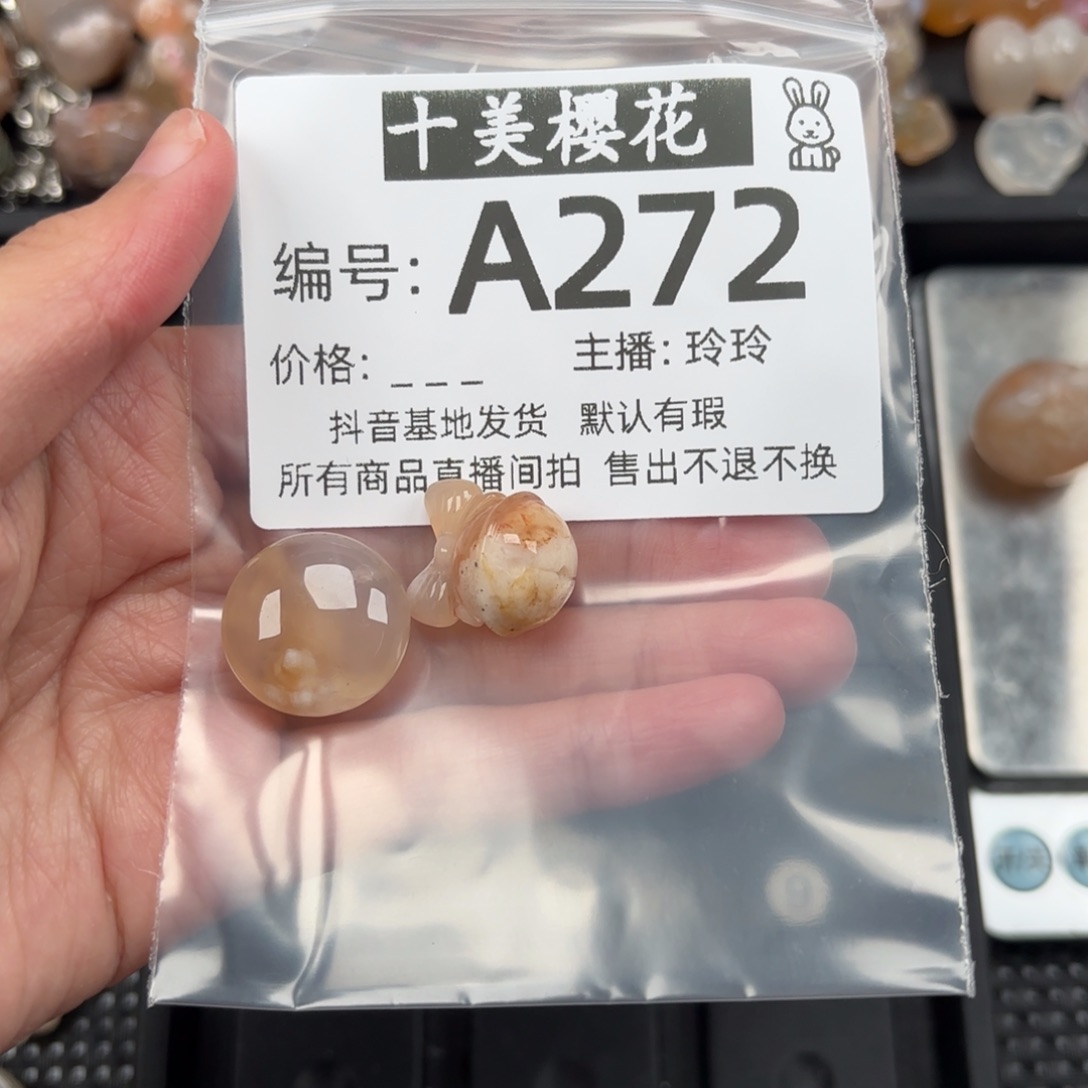 十美樱花
编号: A272
价格: _ _ _ 主播: 玲玲
抖音基地发货 默认有瑕
所有商品直播间拍 售出不退不换